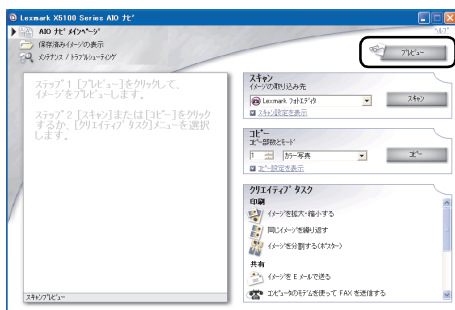 Lexmark X5100 Series AIO ナビ
AIO ナビ メインページ
ヘルプ
保存済みイメージの表示
メンテナンス / トラブルシューティング
プレビュー
ステップ 1 [プレビュー]をクリックして、
イメージをプレビューします。
ステップ 2 [スキャン]または[コピー]をクリック
するか、[クリエイティブ タスク]メニューを選択
します。
スキャンプレビュー
スキャン
イメージの取り込み先
Lexmark フォトエディタ
スキャン
スキャン設定を表示
コピー
コピー部数とモード
1
カラー写真
コピー
コピー設定を表示
クリエイティブ タスク
印刷
イメージを拡大・縮小する
同じイメージを繰り返す
イメージを分割する(ポスター)
共有
イメージを E メールで送る
コンピュータのモデムを使って FAX を送信する